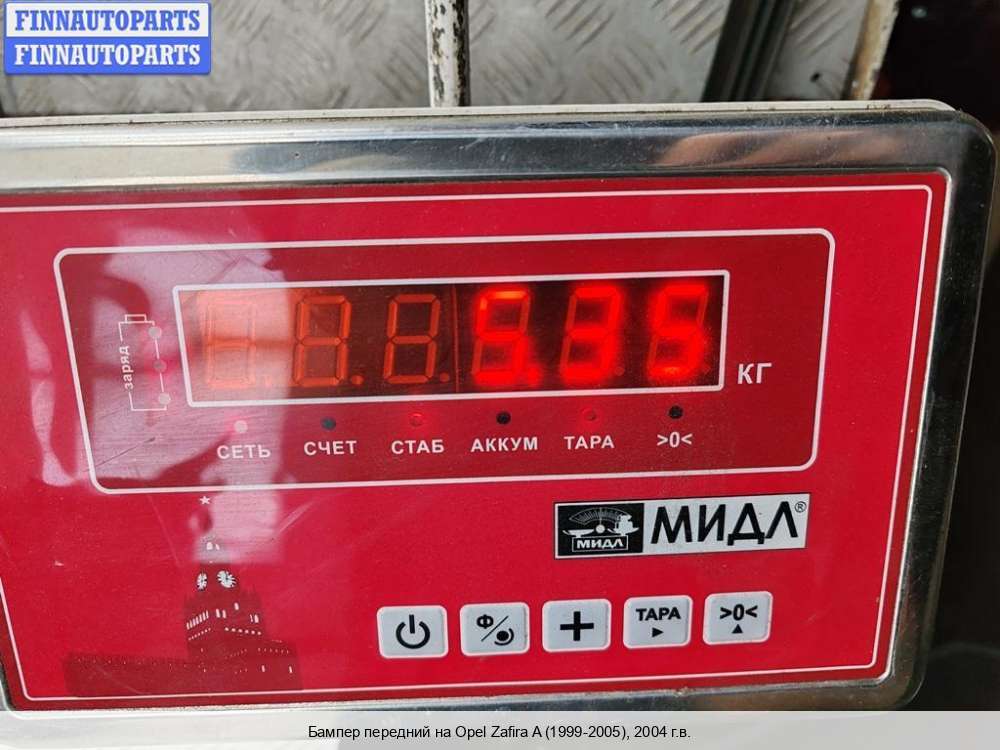 FINNAUTOPARTS
FINNAUTOPARTS
5.35
КГ
заряд
СЕТЬ СЧЕТ СТАБ АККУМ ТАРА >0<
МИДЛ МИДЛ®
Ф/ + ТАРА >0<
Бампер передний на Opel Zafira A (1999-2005), 2004 г.в.